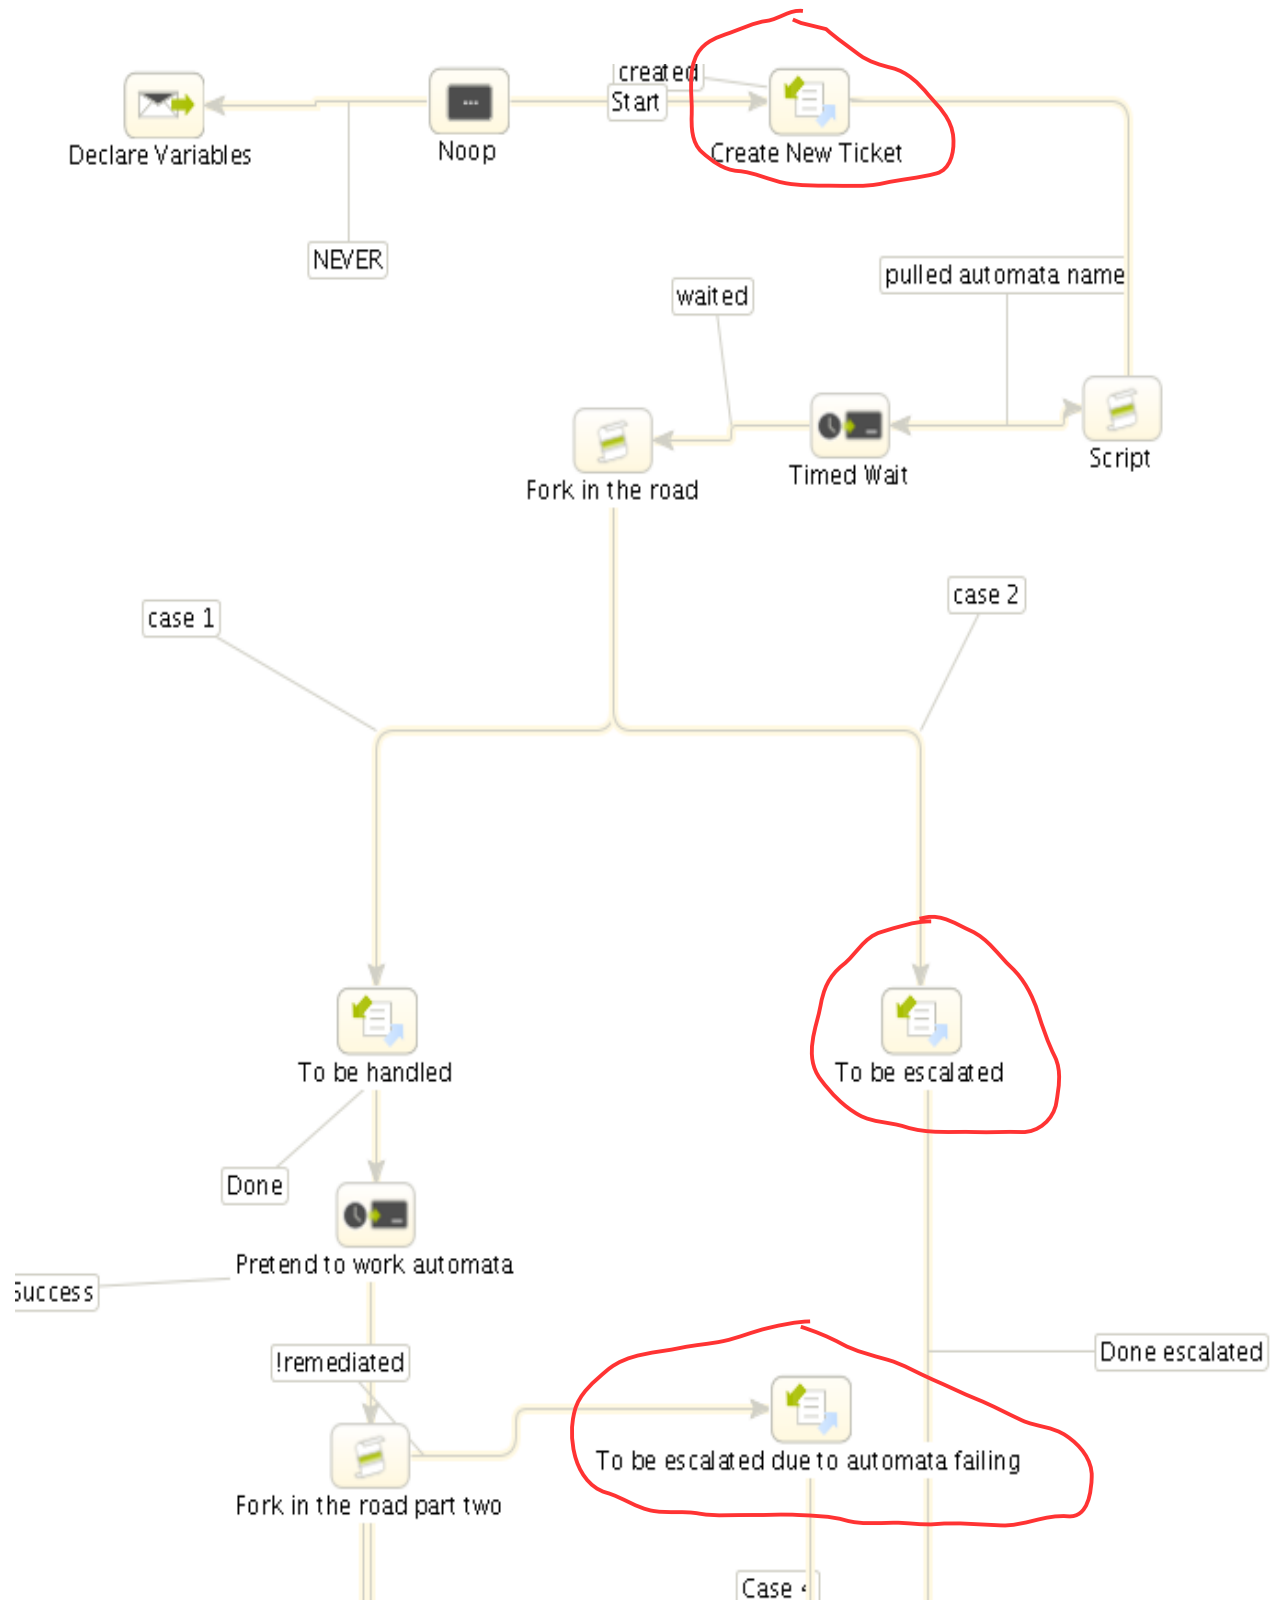 created
Start
Declare Variables
Noop
Create New Ticket
NEVER
pulled automata name
waited
Fork in the road
Timed Wait
Script
case 1
case 2
To be handled
To be escalated
Done
Pretend to work automata
Success
!remediated
Done escalated
To be escalated due to automata failing
Fork in the road part two
Case